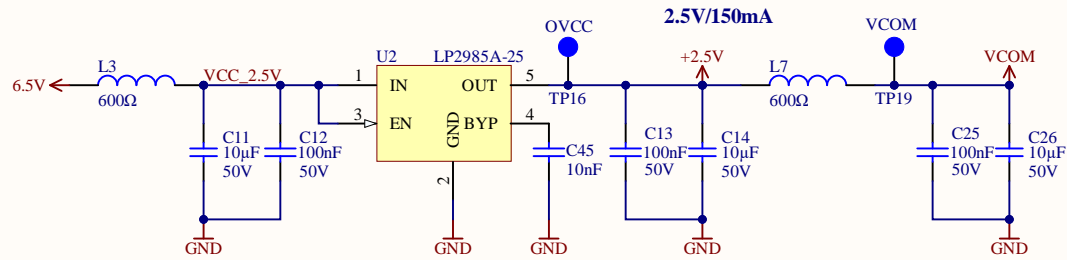 2.5V/150mA
OVCC
VCOM
L3
U2
LP2985A-25
+2.5V
L7
VCOM
6.5V
VCC_2.5V
1
IN
OUT
5
600Ω
TP16
600Ω
TP19
3
EN
GND
BYP
4
C11
10µF
50V
C12
100nF
50V
C45
10nF
C13
100nF
50V
C14
10µF
50V
C25
100nF
50V
C26
10µF
50V
2
GND
GND
GND
GND
GND
GND